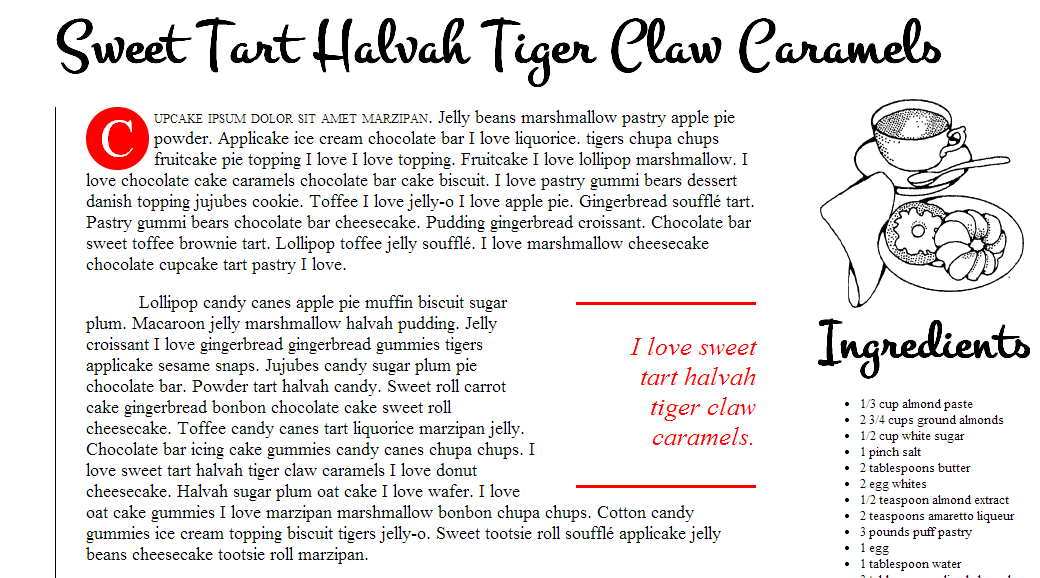 Sweet Tart Halvah Tiger Claw Caramels
CUPCAKE IPSUM DOLOR SIT AMET MARZIPAN. Jelly beans marshmallow pastry apple pie
powder. Applicake ice cream chocolate bar I love liquorice. tigers chupa chups
fruitcake pie topping I love I love topping. Fruitcake I love lollipop marshmallow. I
love chocolate cake caramels chocolate bar cake biscuit. I love pastry gummi bears dessert
danish topping jujubes cookie. Toffee I love jelly-o I love apple pie. Gingerbread soufflé tart.
Pastry gummi bears chocolate bar cheesecake. Pudding gingerbread croissant. Chocolate bar
sweet toffee brownie tart. Lollipop toffee jelly soufflé. I love marshmallow cheesecake
chocolate cupcake tart pastry I love.
Lollipop candy canes apple pie muffin biscuit sugar
plum. Macaroon jelly marshmallow halvah pudding. Jelly
croissant I love gingerbread gingerbread gummies tigers
applicake sesame snaps. Jujubes candy sugar plum pie
chocolate bar. Powder tart halvah candy. Sweet roll carrot
cake gingerbread bonbon chocolate cake sweet roll
cheesecake. Toffee candy canes tart liquorice marzipan jelly.
Chocolate bar icing cake gummies candy canes chupa chups. I
love sweet tart halvah tiger claw caramels I love donut
cheesecake. Halvah sugar plum oat cake I love wafer. I love
oat cake gummies I love marzipan marshmallow bonbon chupa chups. Cotton candy
gummies ice cream topping biscuit tigers jelly-o. Sweet tootsie roll soufflé applicake jelly
beans cheesecake tootsie roll marzipan.
I love sweet
tart halvah
tiger claw
caramels.
Ingredients
• 1/3 cup almond paste
• 2 3/4 cups ground almonds
• 1/2 cup white sugar
• 1 pinch salt
• 2 tablespoons butter
• 2 egg whites
• 1/2 teaspoon almond extract
• 2 teaspoons amaretto liqueur
• 3 pounds puff pastry
• 1 egg
• 1 tablespoon water